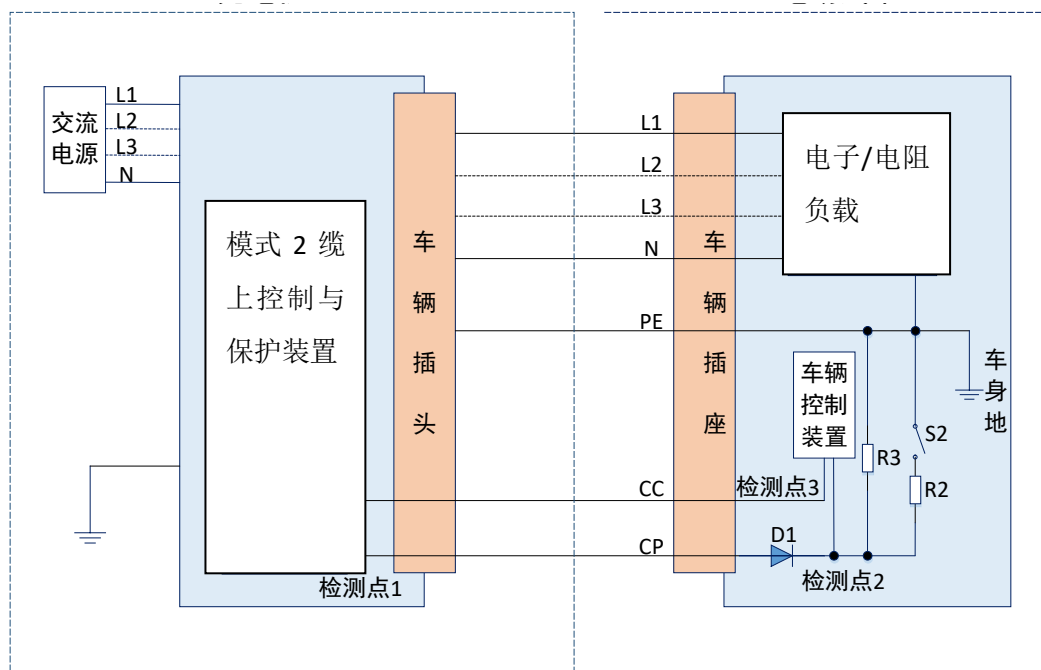 交流
电源
L1
L2
L3
N
模式 2 缆
上控制与
保护装置
车
辆
插
头
检测点1
L1
L2
L3
N
PE
CC
CP
车
辆
插
座
电子/电阻
负载
车辆
控制
装置
检测点3
R3
S2
R2
车
身
地
D1
检测点2